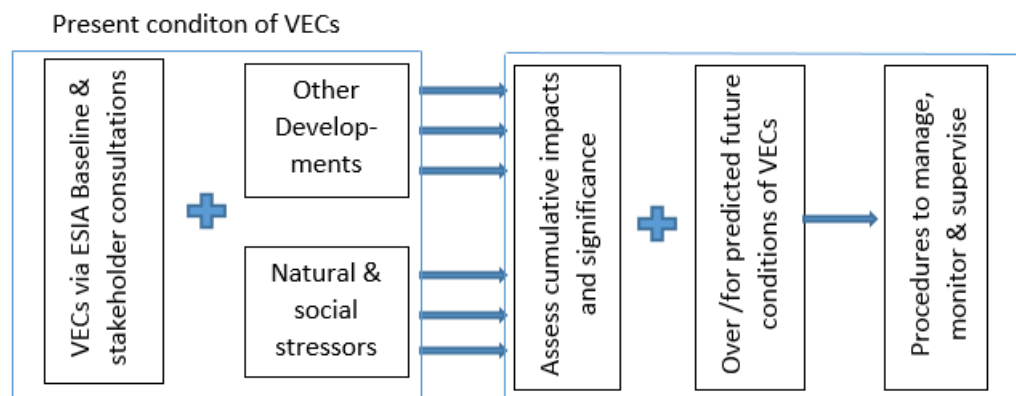 Present conditon of VECs
VECs via ESIA Baseline &
stakeholder consultations
Other
Develop-
ments
Natural &
social
stressors
Assess cumulative impacts
and significance
Over /for predicted future
conditions of VECs
Procedures to manage,
monitor & supervise